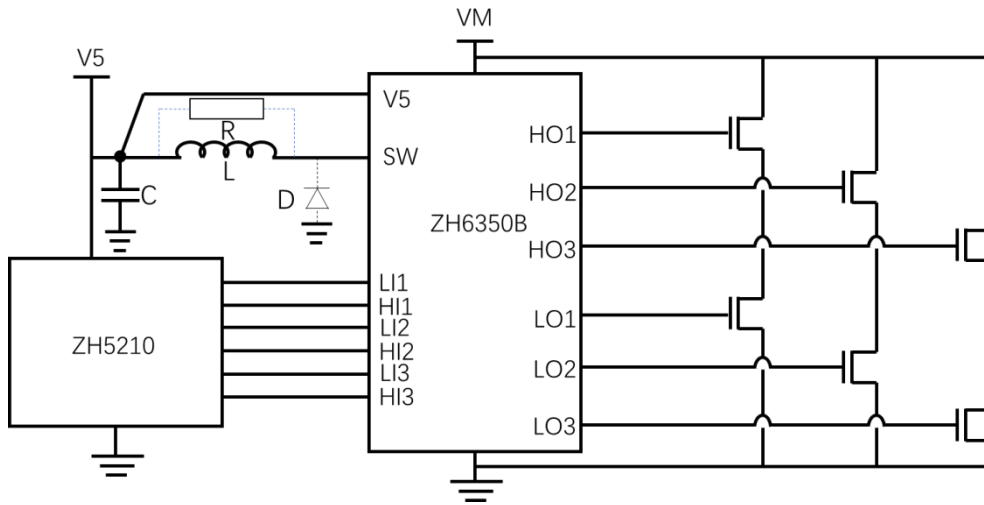 VM
V5
V5
R
SW
L
C
D
ZH6350B
HO1
HO2
HO3
LO1
LO2
LO3
LI1
HI1
LI2
HI2
LI3
HI3
ZH5210